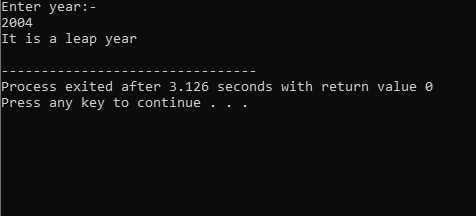 Enter year:-
2004
It is a leap year
--------------------------------
Process exited after 3.126 seconds with return value 0
Press any key to continue . . .